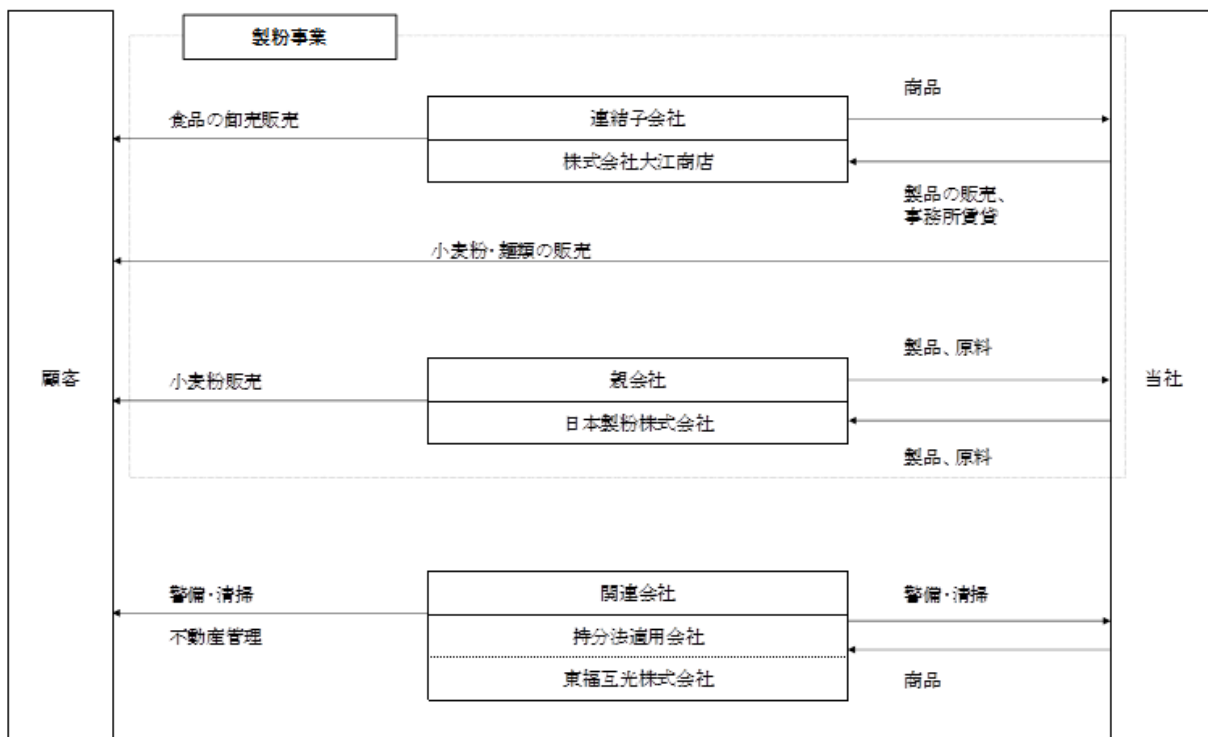 製粉事業
商品
連結子会社
食品の卸売販売
株式会社大江商店
製品の販売、
事務所賃貸
小麦粉・麺類の販売
製品、原料
顧客
小麦粉販売
親会社
当社
日本製粉株式会社
製品、原料
警備・清掃
関連会社
警備・清掃
不動産管理
持分法適用会社
東福互光株式会社
商品